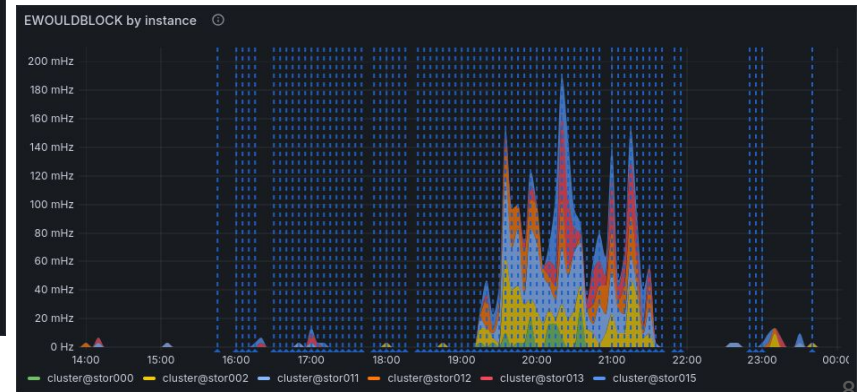 EWOULDBLOCK by instance
200 mHz
180 mHz
160 mHz
140 mHz
120 mHz
100 mHz
80 mHz
60 mHz
40 mHz
20 mHz
0 Hz
14:00 15:00 16:00 17:00 18:00 19:00 20:00 21:00 22:00 23:00 00:00
cluster@stor000 cluster@stor002 cluster@stor011 cluster@stor012 cluster@stor013 cluster@stor015